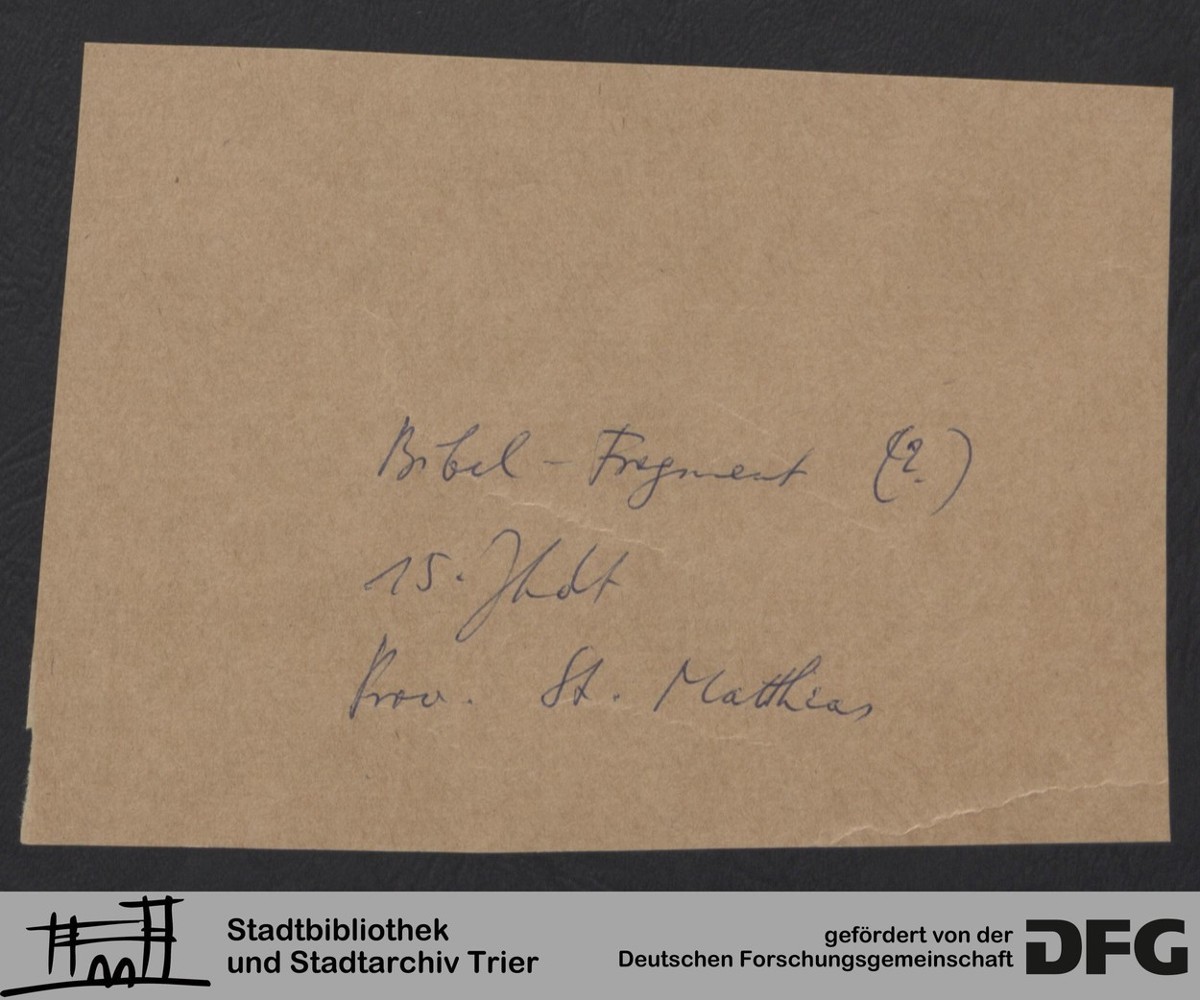 Bibel - Fragment (?)
15. Jhdt
Prov. St. Matthias
Stadtbibliothek
und Stadtarchiv Trier
gefördert von der
Deutschen Forschungsgemeinschaft
DFG